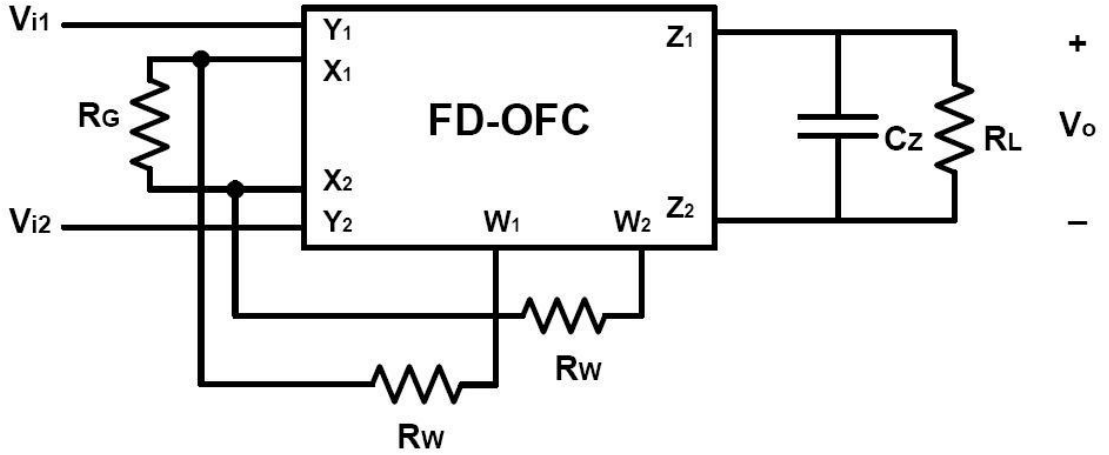 Vi1
Y1
Z1
+
X1
RG
FD-OFC
CZ
RL
Vo
X2
Vi2
Y2
W1
W2
Z2
–
RW
RW